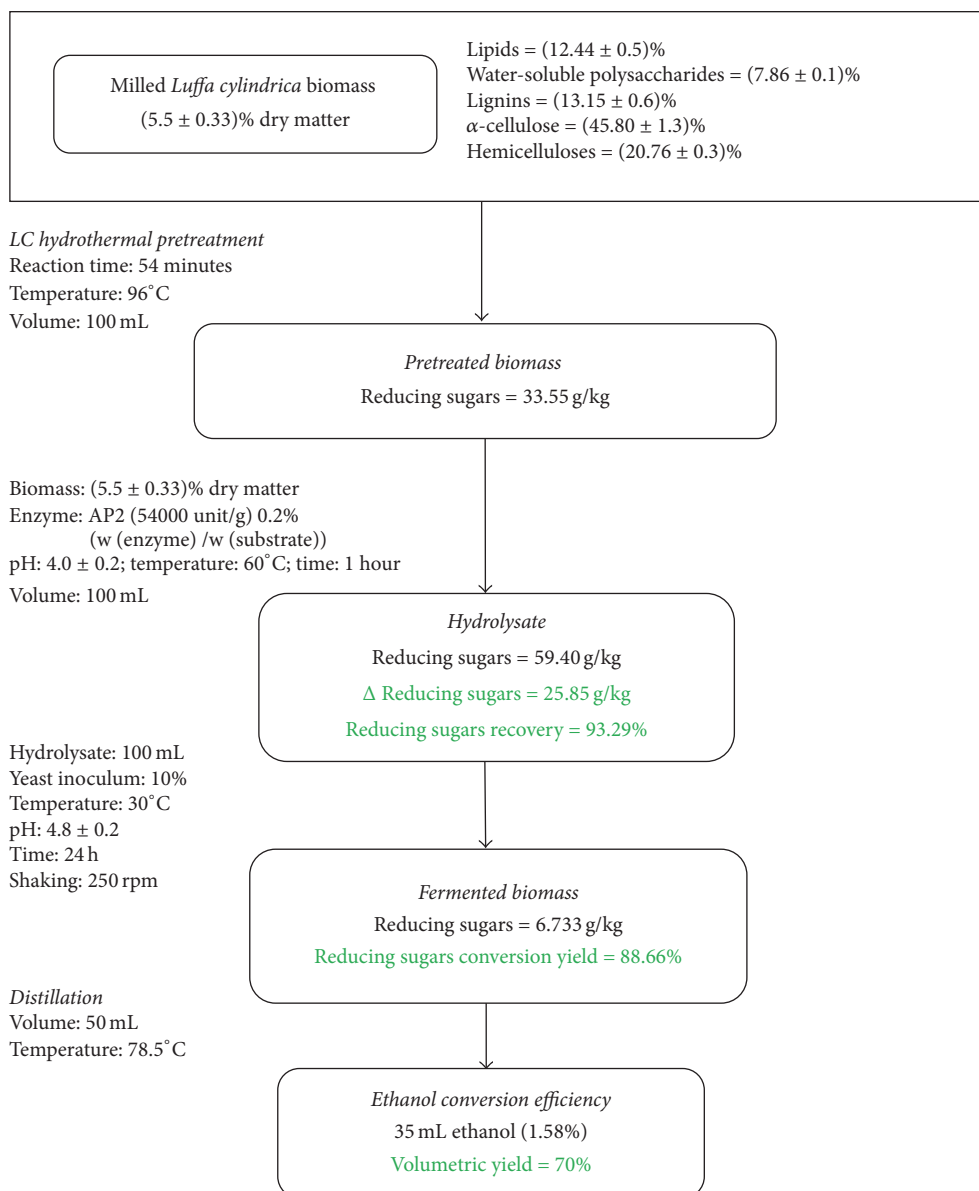 Milled Luffa cylindrica biomass
(5.5 ± 0.33)% dry matter
Lipids = (12.44 ± 0.5)%
Water-soluble polysaccharides = (7.86 ± 0.1)%
Lignins = (13.15 ± 0.6)%
α-cellulose = (45.80 ± 1.3)%
Hemicelluloses = (20.76 ± 0.3)%
LC hydrothermal pretreatment
Reaction time: 54 minutes
Temperature: 96°C
Volume: 100 mL
Pretreated biomass
Reducing sugars = 33.55 g/kg
Biomass: (5.5 ± 0.33)% dry matter
Enzyme: AP2 (54000 unit/g) 0.2%
(w (enzyme) /w (substrate))
pH: 4.0 ± 0.2; temperature: 60°C; time: 1 hour
Volume: 100 mL
Hydrolysate
Reducing sugars = 59.40 g/kg
Δ Reducing sugars = 25.85 g/kg
Reducing sugars recovery = 93.29%
Hydrolysate: 100 mL
Yeast inoculum: 10%
Temperature: 30°C
pH: 4.8 ± 0.2
Time: 24 h
Shaking: 250 rpm
Fermented biomass
Reducing sugars = 6.733 g/kg
Reducing sugars conversion yield = 88.66%
Distillation
Volume: 50 mL
Temperature: 78.5°C
Ethanol conversion efficiency
35 mL ethanol (1.58%)
Volumetric yield = 70%